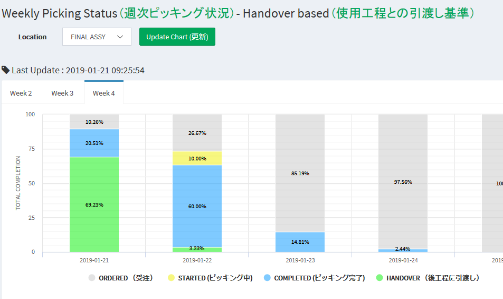 Weekly Picking Status (週次ピッキング状況) - Handover based (使用工程との引渡し基準)
Location FINAL ASSY Update Chart (更新)
Last Update : 2019-01-21 09:25:54
Week 2 Week 3 Week 4
TOTAL COMPLETION
100
75
50
25
0
10.26%
20.51%
69.23%
26.67%
10.00%
60.00%
3.33%
85.19%
14.81%
97.56%
2.44%
2019-01-21 2019-01-22 2019-01-23 2019-01-24 2019
ORDERED (受注) STARTED (ピッキング中) COMPLETED (ピッキング完了) HANDOVER (後工程に引渡し)